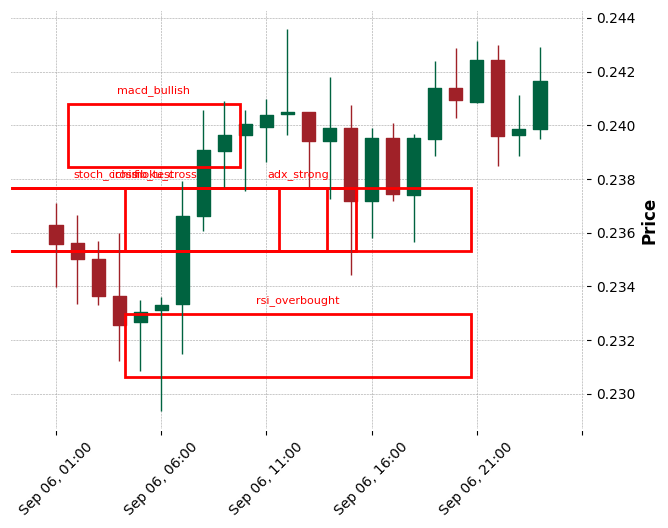 macd_bullish
adx_strong
rsi_overbought
0.244
0.242
0.240
0.238
0.236
0.234
0.232
0.230
Price
Sep 06, 01:00
Sep 06, 06:00
Sep 06, 11:00
Sep 06, 16:00
Sep 06, 21:00